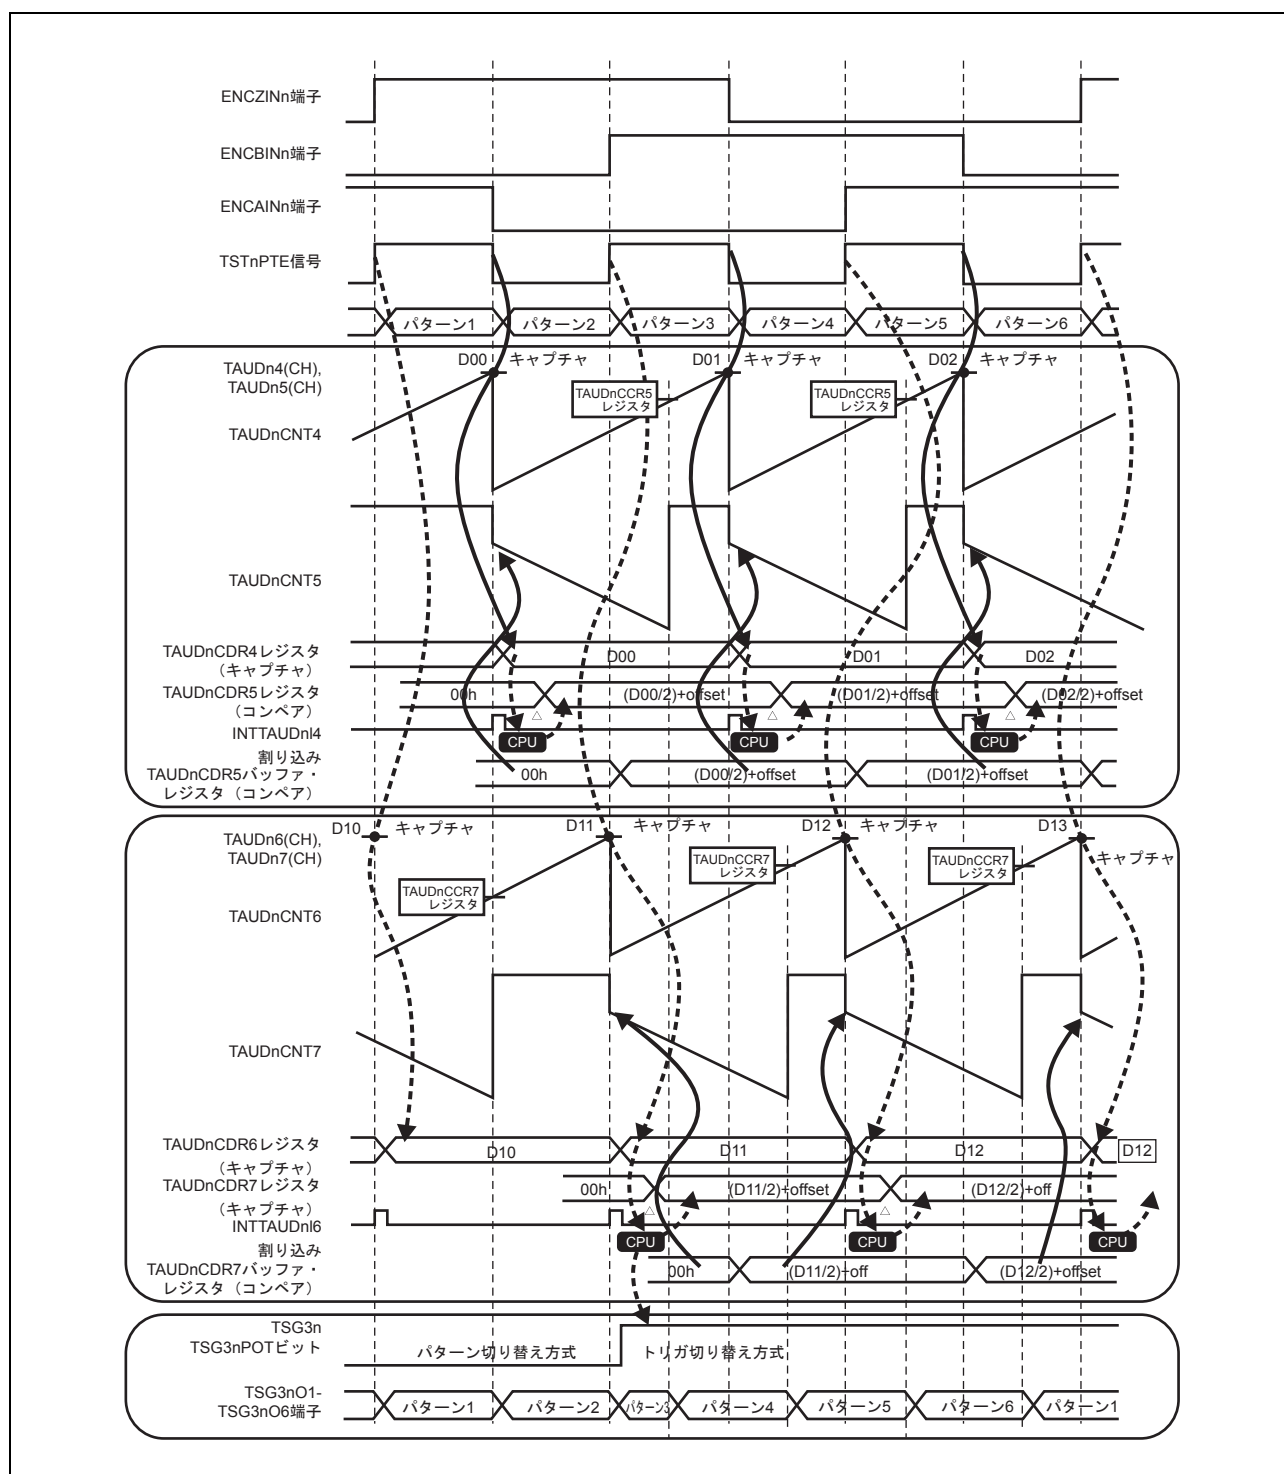 ENCZINn端子
ENCBINn端子
ENCAINn端子
TSTnPTE信号
パターン1 パターン2 パターン3 パターン4 パターン5 パターン6
TAUDn4(CH),
TAUDn5(CH)
D00 キャプチャ D01 キャプチャ D02 キャプチャ
TAUDnCCR5
レジスタ
TAUDnCCR5
レジスタ
TAUDnCNT4
TAUDnCNT5
TAUDnCDR4レジスタ
(キャプチャ)
D00 D01 D02
TAUDnCDR5レジスタ
(コンペア)
00h (D00/2)+offset (D01/2)+offset (D02/2)+offset
INTTAUDnI4
割り込み
CPU CPU CPU
TAUDnCDR5バッファ・
レジスタ(コンペア)
00h (D00/2)+offset (D01/2)+offset
TAUDn6(CH),
TAUDn7(CH)
D10 キャプチャ D11 キャプチャ D12 キャプチャ D13 キャプチャ
TAUDnCCR7
レジスタ
TAUDnCCR7
レジスタ
TAUDnCCR7
レジスタ
TAUDnCNT6
TAUDnCNT7
TAUDnCDR6レジスタ
(キャプチャ)
D10 D11 D12 D12
TAUDnCDR7レジスタ
(キャプチャ)
00h (D11/2)+offset (D12/2)+off
INTTAUDnI6
割り込み
CPU CPU CPU
TAUDnCDR7バッファ・
レジスタ(コンペア)
00h (D11/2)+off (D12/2)+offset
TSG3n
TSG3nPOTビット
パターン切り替え方式 トリガ切り替え方式
TSG3nO1-
TSG3nO6端子
パターン1 パターン2 パターン3 パターン4 パターン5 パターン6 パターン1